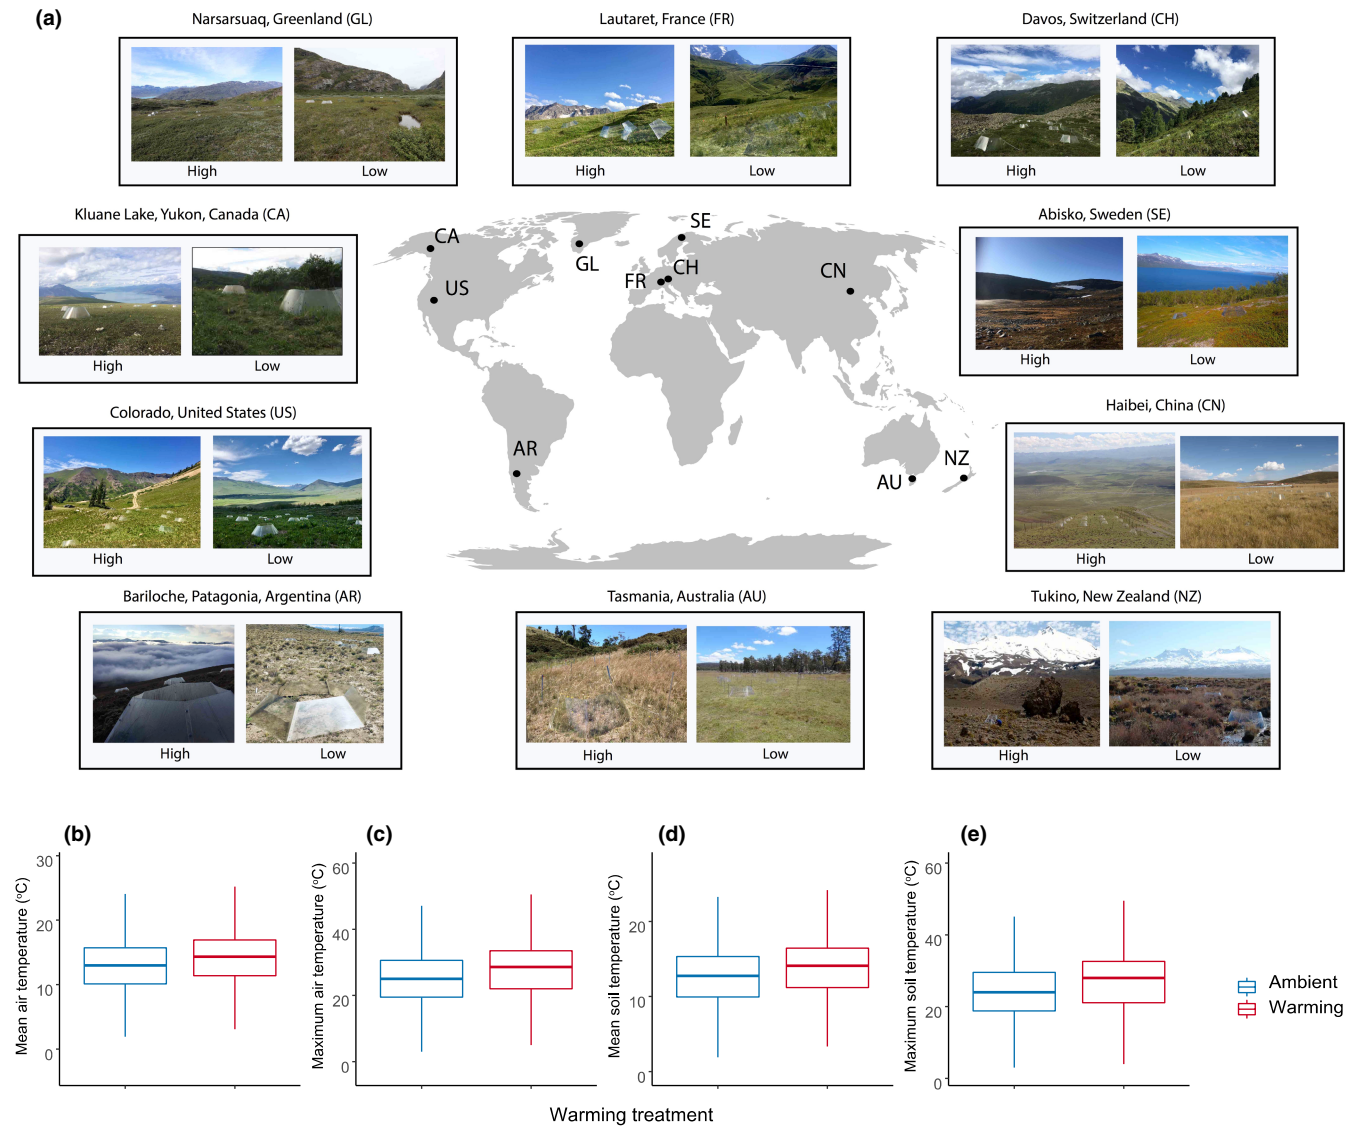 (a)
Narsarsuaq, Greenland (GL)
Lautaret, France (FR)
Davos, Switzerland (CH)
High
Low
High
Low
High
Low
Kluane Lake, Yukon, Canada (CA)
Abisko, Sweden (SE)
High
Low
High
Low
CA
GL
SE
US
FR
CH
CN
AR
AU
NZ
Colorado, United States (US)
Haibei, China (CN)
High
Low
High
Low
Bariloche, Patagonia, Argentina (AR)
Tasmania, Australia (AU)
Tukino, New Zealand (NZ)
High
Low
High
Low
High
Low
(b)
Mean air temperature (°C)
30
20
10
0
(c)
Maximum air temperature (°C)
60
40
20
0
(d)
Mean soil temperature (°C)
20
10
0
(e)
Maximum soil temperature (°C)
60
40
20
0
Ambient
Warming
Warming treatment